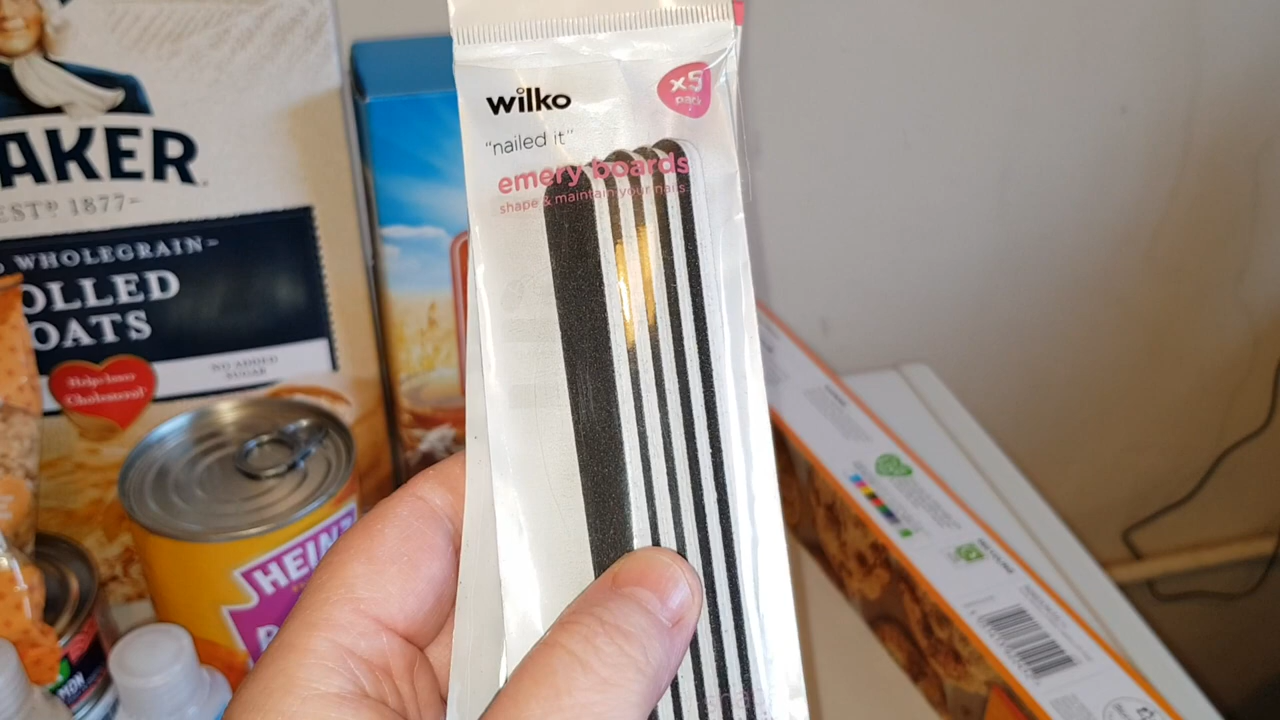 wilko
x5
pack
"nailed it"
emery boards
shape & maintain your nails
AKER
EST? 1877-
WHOLEGRAIN-
OLLED
OATS
NO ADDED
SUGAR
Helps lower
Cholesterol
HEINZ